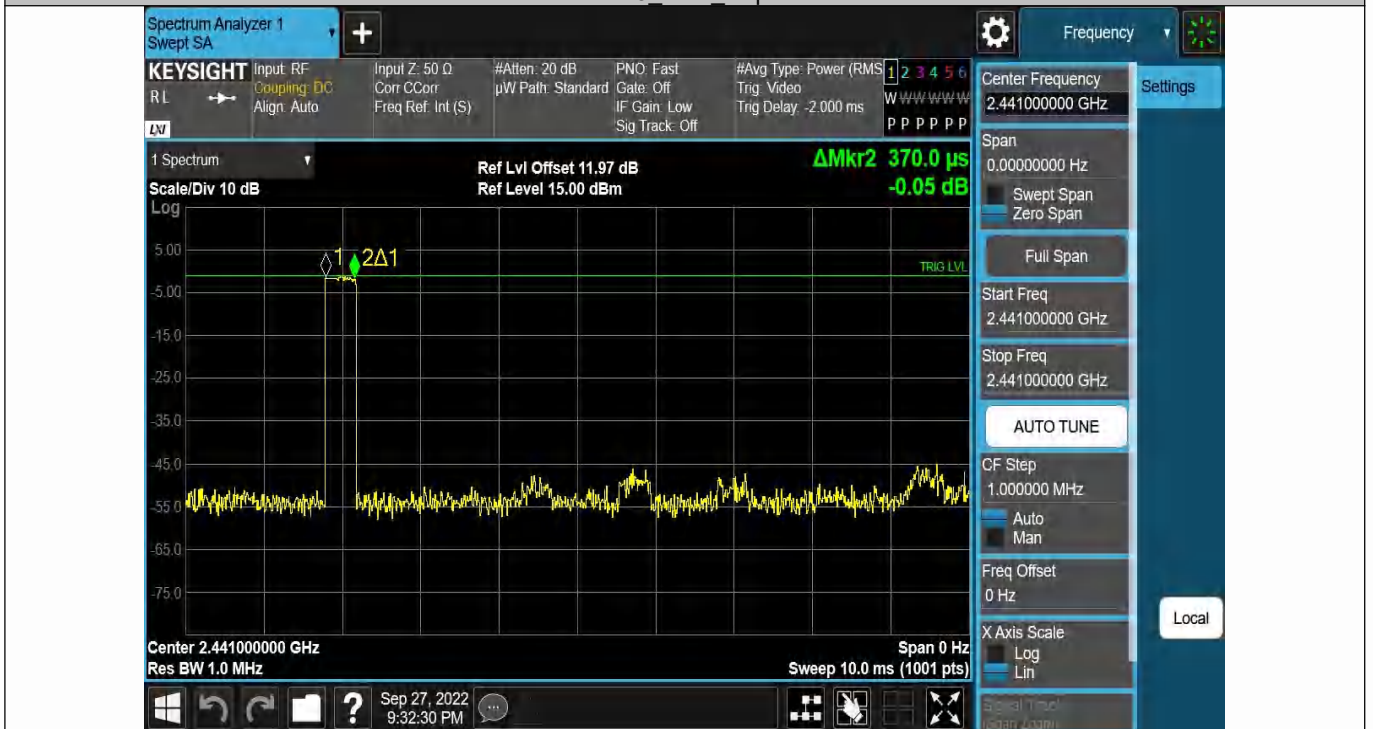 Spectrum Analyzer 1
Swept SA
Frequency
KEYSIGHT
RL
LXI
Input: RF
Coupling: DC
Align: Auto
Input Z: 50 Ω
Corr CCorr
Freq Ref: Int (S)
#Atten: 20 dB
µW Path: Standard
PNO: Fast
Gate: Off
IF Gain: Low
Sig Track: Off
#Avg Type: Power (RMS
Trig: Video
Trig Delay: -2.000 ms
1 2 3 4 5 6
W W W W W W
P P P P P P
1 Spectrum
Scale/Div 10 dB
Log
Ref Lvl Offset 11.97 dB
Ref Level 15.00 dBm
ΔMkr2 370.0 µs
-0.05 dB
5.00
-5.00
-15.0
-25.0
-35.0
-45.0
-55.0
-65.0
-75.0
1
2Δ1
TRIG LVL
Center 2.441000000 GHz
Res BW 1.0 MHz
Span 0 Hz
Sweep 10.0 ms (1001 pts)
Center Frequency
2.441000000 GHz
Settings
Span
0.00000000 Hz
Swept Span
Zero Span
Full Span
Start Freq
2.441000000 GHz
Stop Freq
2.441000000 GHz
AUTO TUNE
CF Step
1.000000 MHz
Auto
Man
Freq Offset
0 Hz
X Axis Scale
Log
Lin
Local
Signal Track
(Span Zoom)
?
Sep 27, 2022
9:32:30 PM